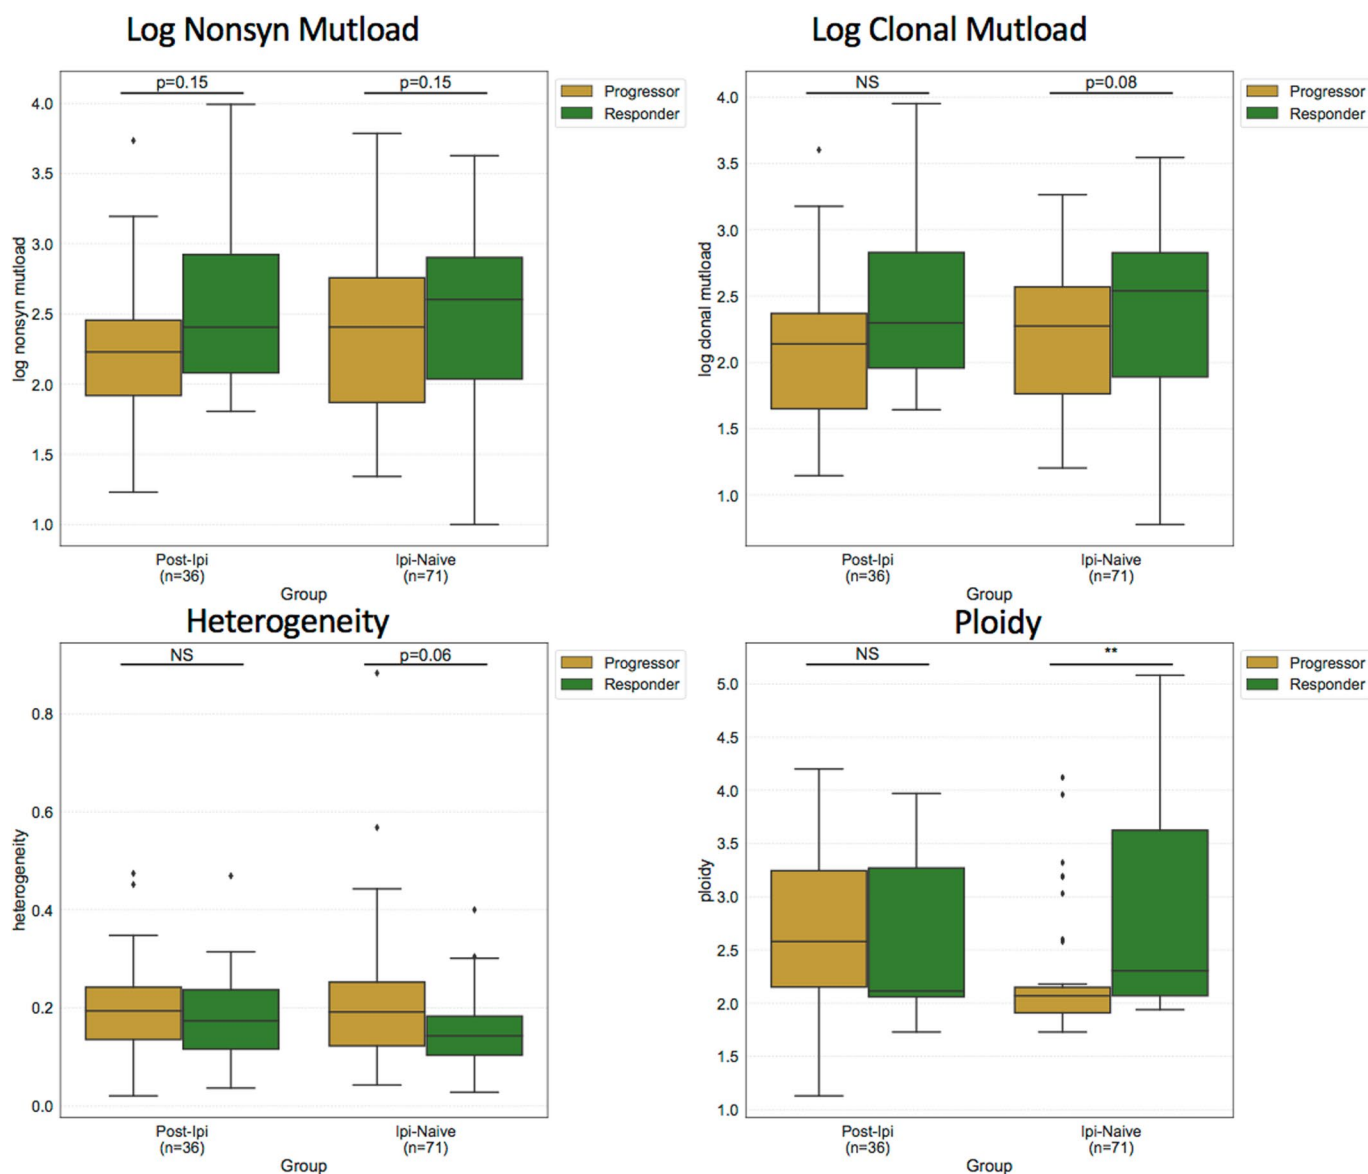 Log Nonsyn Mutload
p=0.15
p=0.15
Progressor
Responder
4.0
3.5
3.0
2.5
2.0
1.5
1.0
log nonsyn mutload
Post-Ipi
(n=36)
Ipi-Naive
(n=71)
Group
Log Clonal Mutload
NS
p=0.08
Progressor
Responder
4.0
3.5
3.0
2.5
2.0
1.5
1.0
log clonal mutload
Post-Ipi
(n=36)
Ipi-Naive
(n=71)
Group
Heterogeneity
NS
p=0.06
Progressor
Responder
0.8
0.6
0.4
0.2
0.0
heterogeneity
Post-Ipi
(n=36)
Ipi-Naive
(n=71)
Group
Ploidy
NS
**
Progressor
Responder
5.0
4.5
4.0
3.5
3.0
2.5
2.0
1.5
1.0
ploidy
Post-Ipi
(n=36)
Ipi-Naive
(n=71)
Group